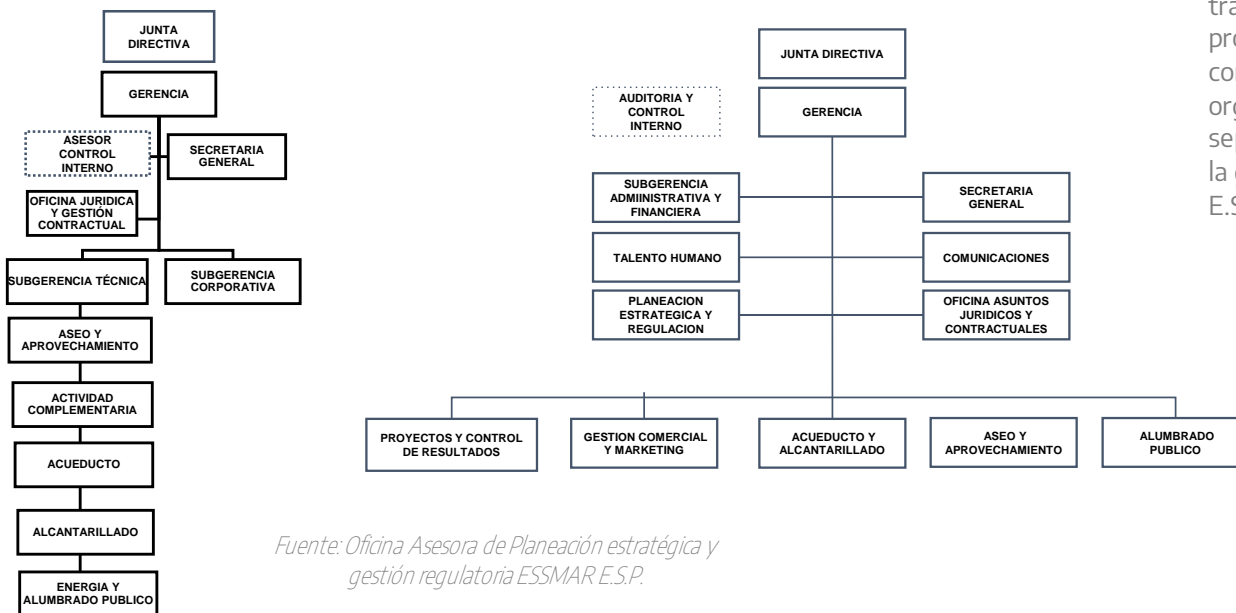 JUNTA
DIRECTIVA
GERENCIA
ASESOR
CONTROL
INTERNO
SECRETARIA
GENERAL
OFICINA JURIDICA
Y GESTIÓN
CONTRACTUAL
SUBGERENCIA TÉCNICA
SUBGERENCIA
CORPORATIVA
ASEO Y
APROVECHAMIENTO
ACTIVIDAD
COMPLEMENTARIA
ACUEDUCTO
ALCANTARILLADO
ENERGIA Y
ALUMBRADO PUBLICO
JUNTA DIRECTIVA
AUDITORIA Y
CONTROL
INTERNO
GERENCIA
SUBGERENCIA
ADMIINISTRATIVA Y
FINANCIERA
SECRETARIA
GENERAL
TALENTO HUMANO
COMUNICACIONES
PLANEACION
ESTRATEGICA Y
REGULACION
OFICINA ASUNTOS
JURIDICOS Y
CONTRACTUALES
PROYECTOS Y CONTROL
DE RESULTADOS
GESTION COMERCIAL
Y MARKETING
ACUEDUCTO Y
ALCANTARILLADO
ASEO Y
APROVECHAMIENTO
ALUMBRADO
PUBLICO
Fuente: Oficina Asesora de Planeación estratégica y
gestión regulatoria ESSMAR E.S.P.
la